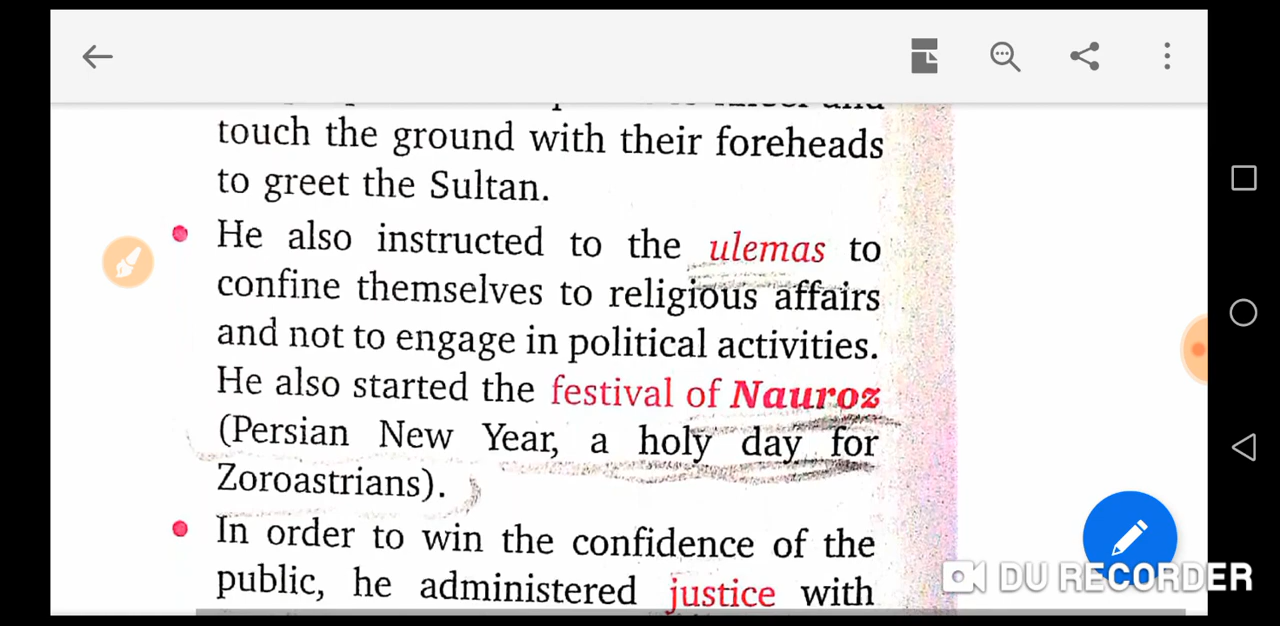 touch the ground with their foreheads
to greet the Sultan.
He also instructed to the ulemas to
confine themselves to religious affairs
and not to engage in political activities.
He also started the festival of Nauroz
(Persian New Year, a holy day for
Zoroastrians).
In order to win the confidence of the
public, he administered justice with
DU RECORDER